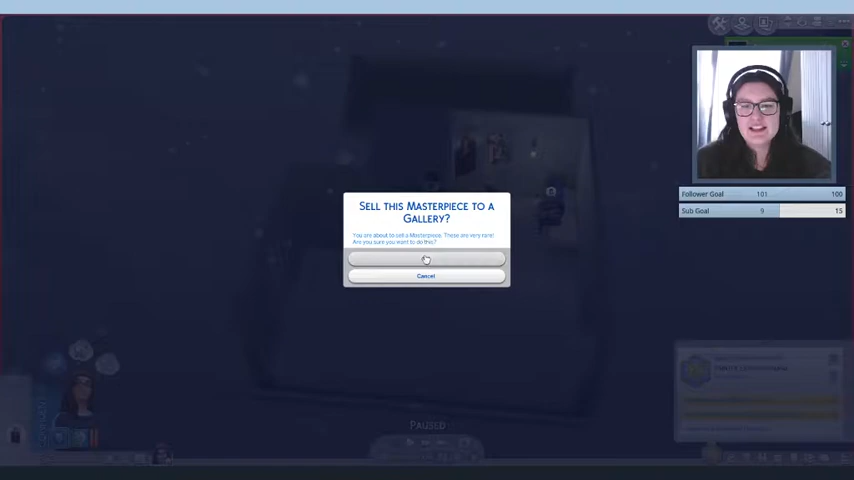 Follower Goal 101 100
Sub Goal 9 15
SELL THIS MASTERPIECE TO A
GALLERY?
You are about to sell a Masterpiece. These are very rare!
Are you sure you want to do this?
Cancel
PAUSED